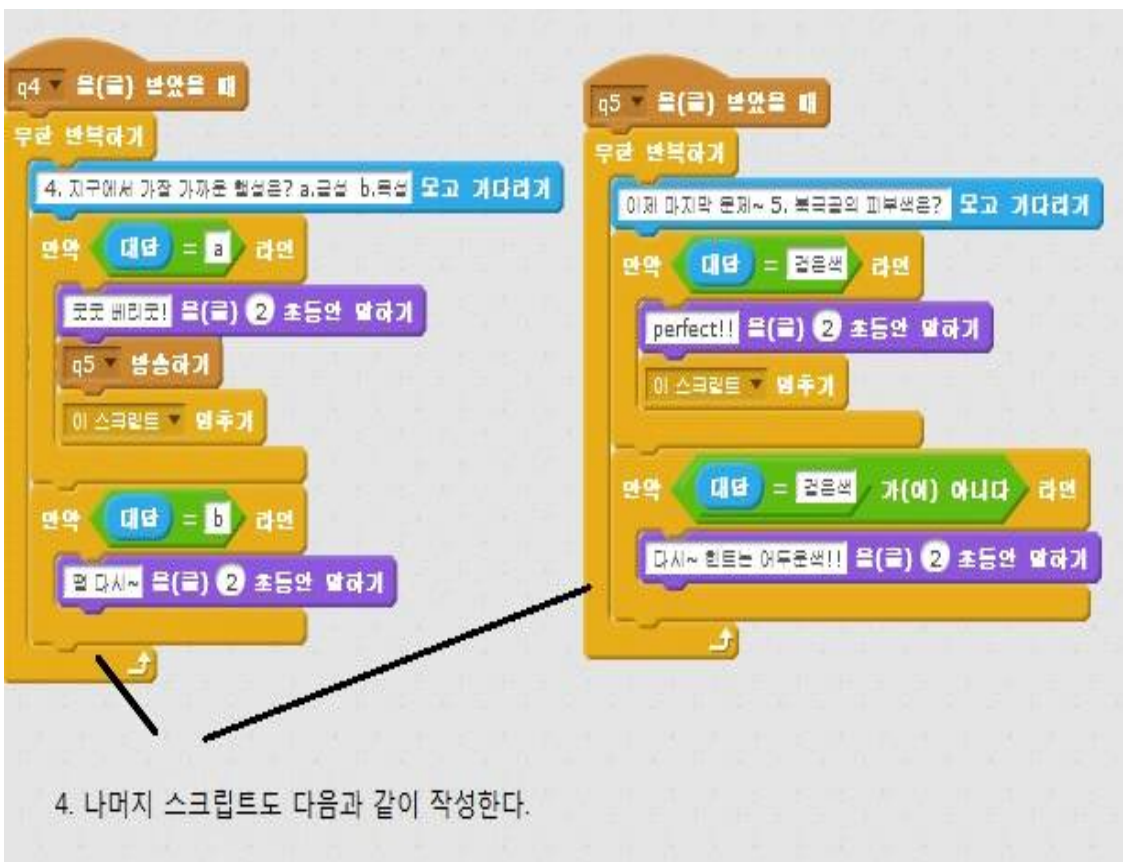 q4 을(를) 받았을 때
무한 반복하기
4. 지구에서 가장 가까운 행성은? a.금성 b.목성 묻고 기다리기
만약 대답 = a 라면
굿굿 베리굿! 을(를) 2 초동안 말하기
q5 방송하기
이 스크립트 멈추기
만약 대답 = b 라면
땡 다시~ 을(를) 2 초동안 말하기
q5 을(를) 받았을 때
무한 반복하기
이제 마지막 문제~ 5. 북극곰의 피부색은? 묻고 기다리기
만약 대답 = 검은색 라면
perfect!! 을(를) 2 초동안 말하기
이 스크립트 멈추기
만약 대답 = 검은색 가(이) 아니다 라면
다시~ 힌트는 어두운색!! 을(를) 2 초동안 말하기
4. 나머지 스크립트도 다음과 같이 작성한다.